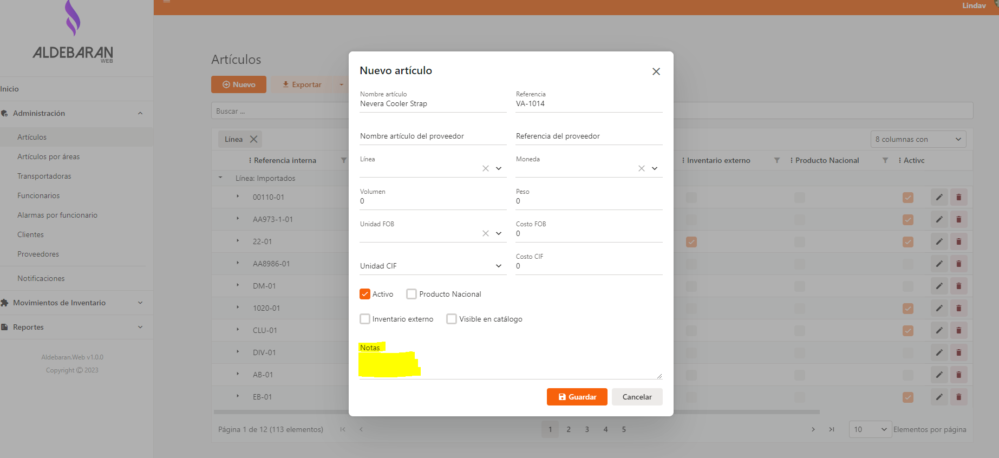 Lindav
ALDEBARAN
WEB
Inicio
Administración
Artículos
Artículos por áreas
Transportadoras
Funcionarios
Alarmas por funcionario
Clientes
Proveedores
Notificaciones
Movimientos de Inventario
Reportes
Aldebaran.Web v1.0.0
Copyright © 2023
Artículos
Nuevo
Exportar
Buscar ...
Línea
8 columnas con
Referencia interna
Inventario externo
Producto Nacional
Activo
Línea: Importados
00110-01
AA973-1-01
22-01
AA8986-01
DM-01
1020-01
CLU-01
DIV-01
AB-01
EB-01
Página 1 de 12 (113 elementos)
1 2 3 4 5
10
Elementos por página
Nuevo artículo
Nombre artículo
Nevera Cooler Strap
Referencia
VA-1014
Nombre artículo del proveedor
Referencia del proveedor
Línea
Moneda
Volumen
0
Peso
0
Unidad FOB
Costo FOB
0
Unidad CIF
Costo CIF
0
Activo
Producto Nacional
Inventario externo
Visible en catálogo
Notas
Guardar
Cancelar